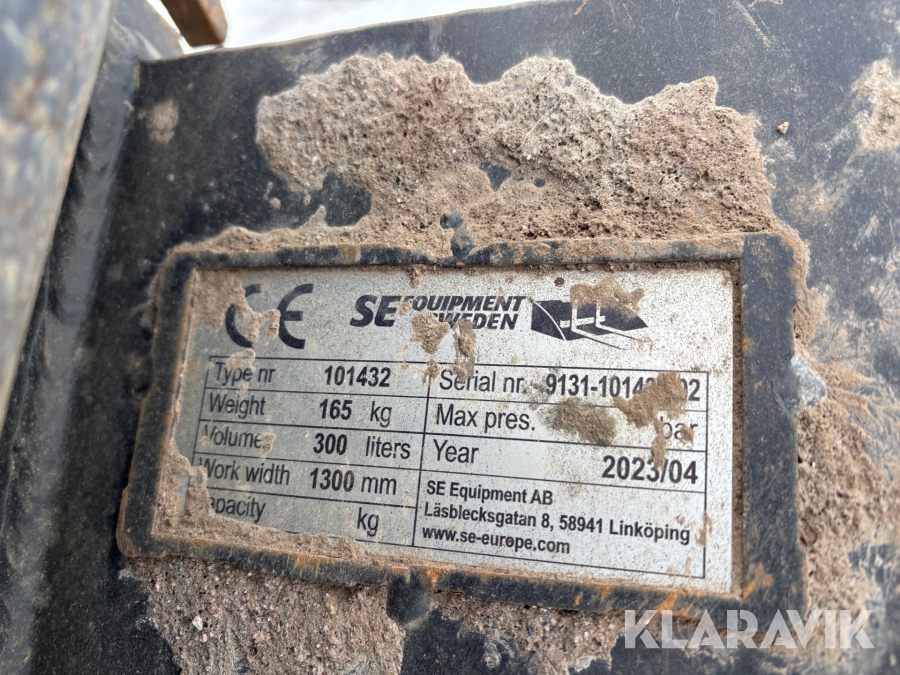 CE SE EQUIPMENT
SWEDEN
Type nr 101432 Serial nr.
Weight 165 kg Max pres. bar
Volume 300 liters Year 2023/04
Work width 1300 mm SE Equipment AB
kg Läsblecksgatan 8, 58941 Linköping
www.se-europe.com
KLARAVIK